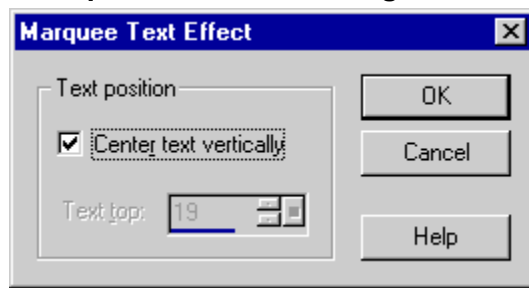 Marquee Text Effect
Text position
OK
Center text vertically
Cancel
Text top: 19
Help